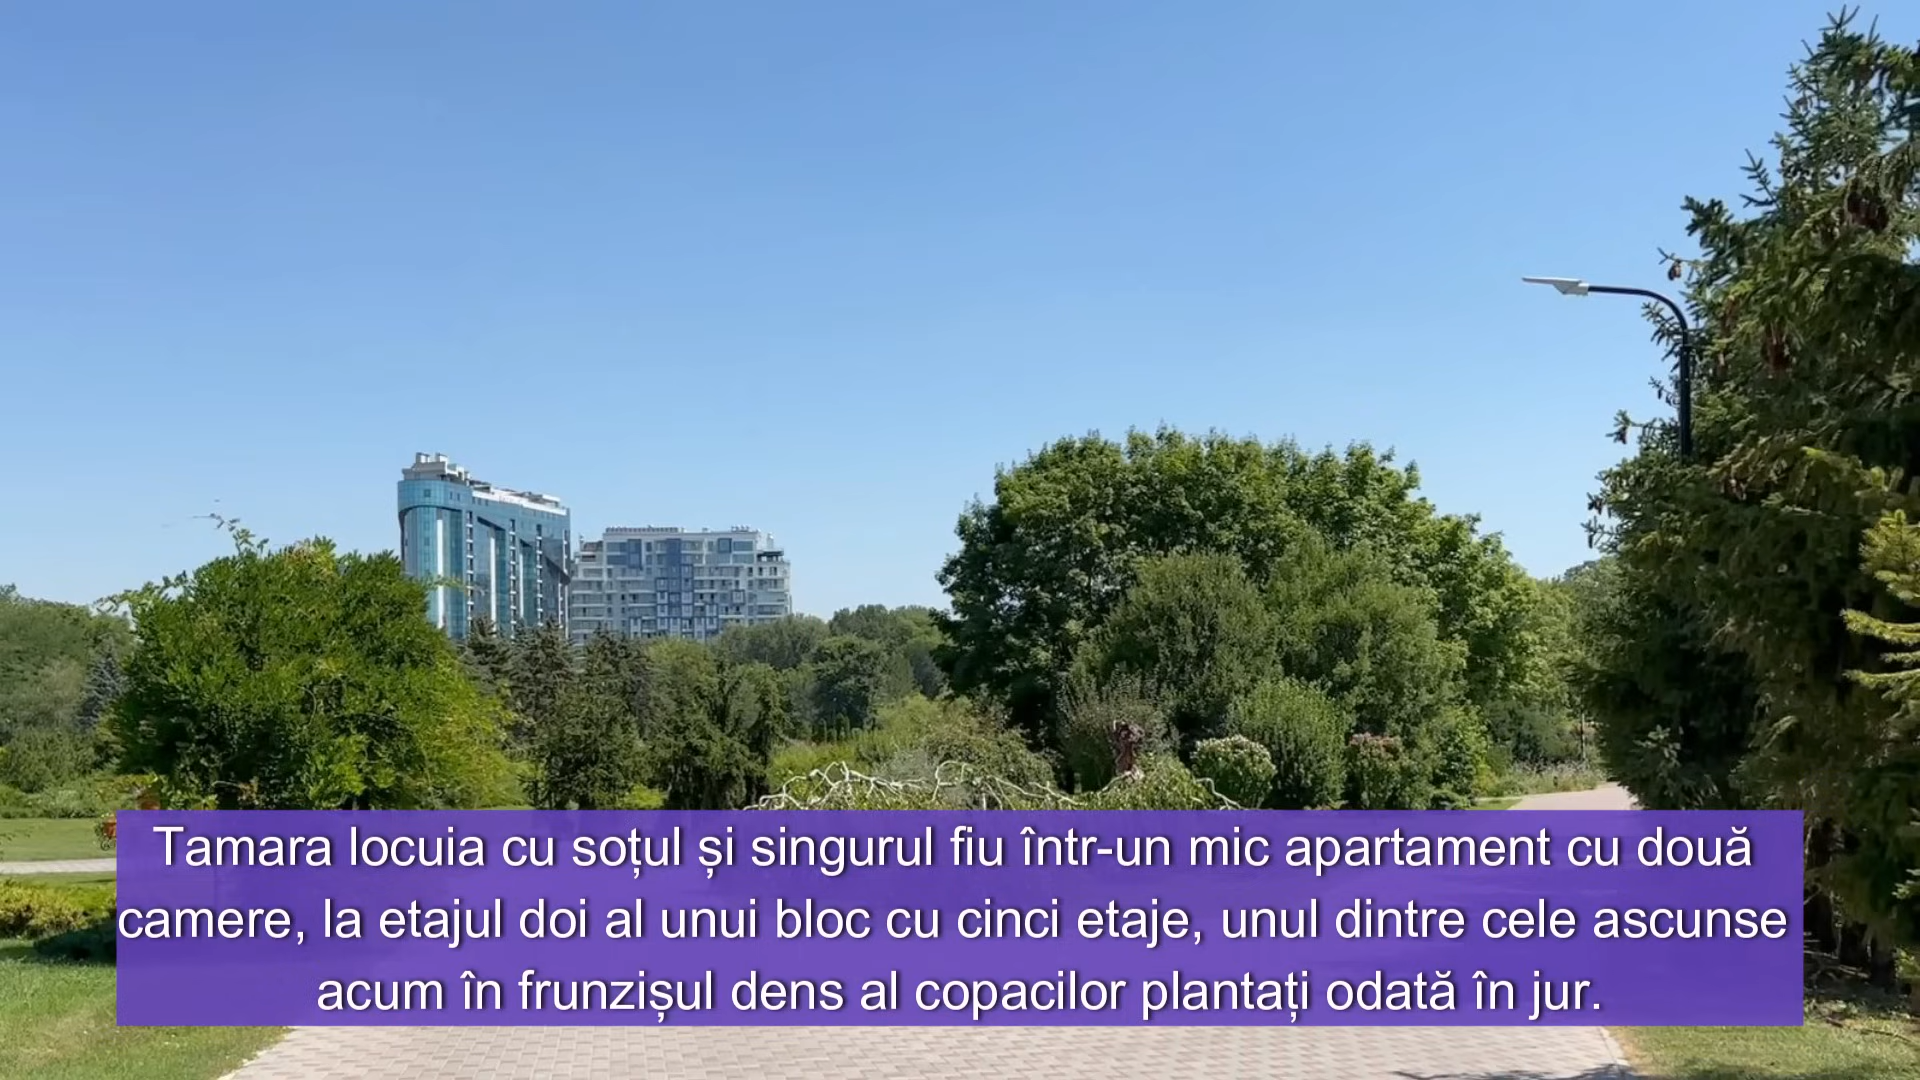 Tamara locuia cu soțul și singurul fiu într-un mic apartament cu două
camere, la etajul doi al unui bloc cu cinci etaje, unul dintre cele ascunse
acum în frunzișul dens al copacilor plantați odată în jur.